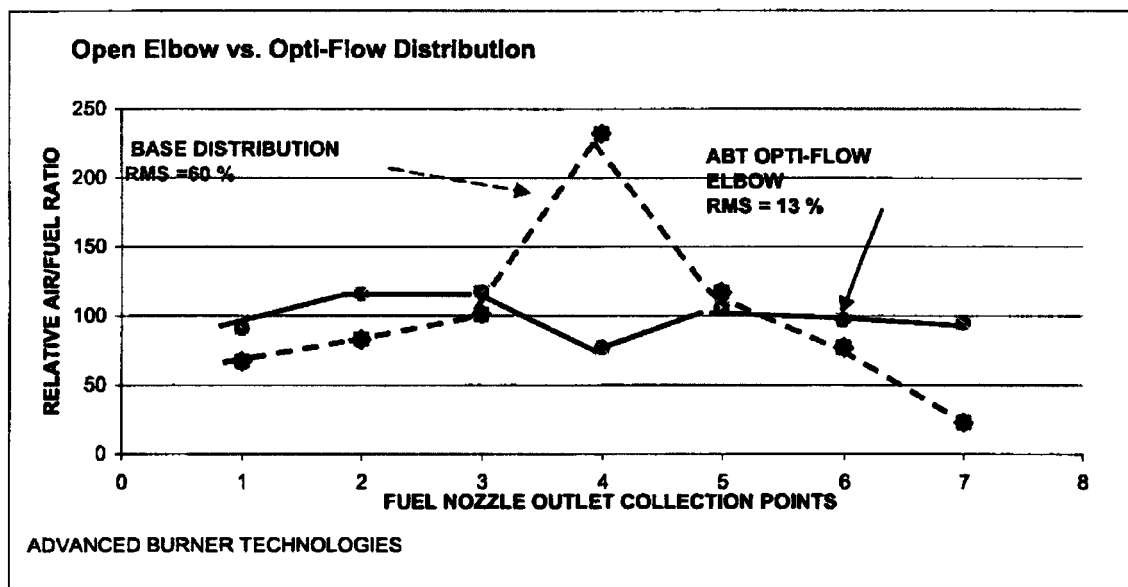 Open Elbow vs. Opti-Flow Distribution
250
200
150
100
50
0
RELATIVE AIR/FUEL RATIO
BASE DISTRIBUTION
RMS =60 %
ABT OPTI-FLOW
ELBOW
RMS = 13 %
0 1 2 3 4 5 6 7 8
FUEL NOZZLE OUTLET COLLECTION POINTS
ADVANCED BURNER TECHNOLOGIES